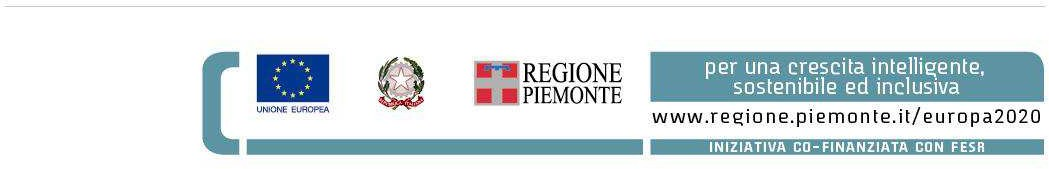 UNIONE EUROPEA
REGIONE
PIEMONTE
per una crescita intelligente,
sostenibile ed inclusiva
www.regione.piemonte.it/europa2020
INIZIATIVA CO-FINANZIATA CON FESR